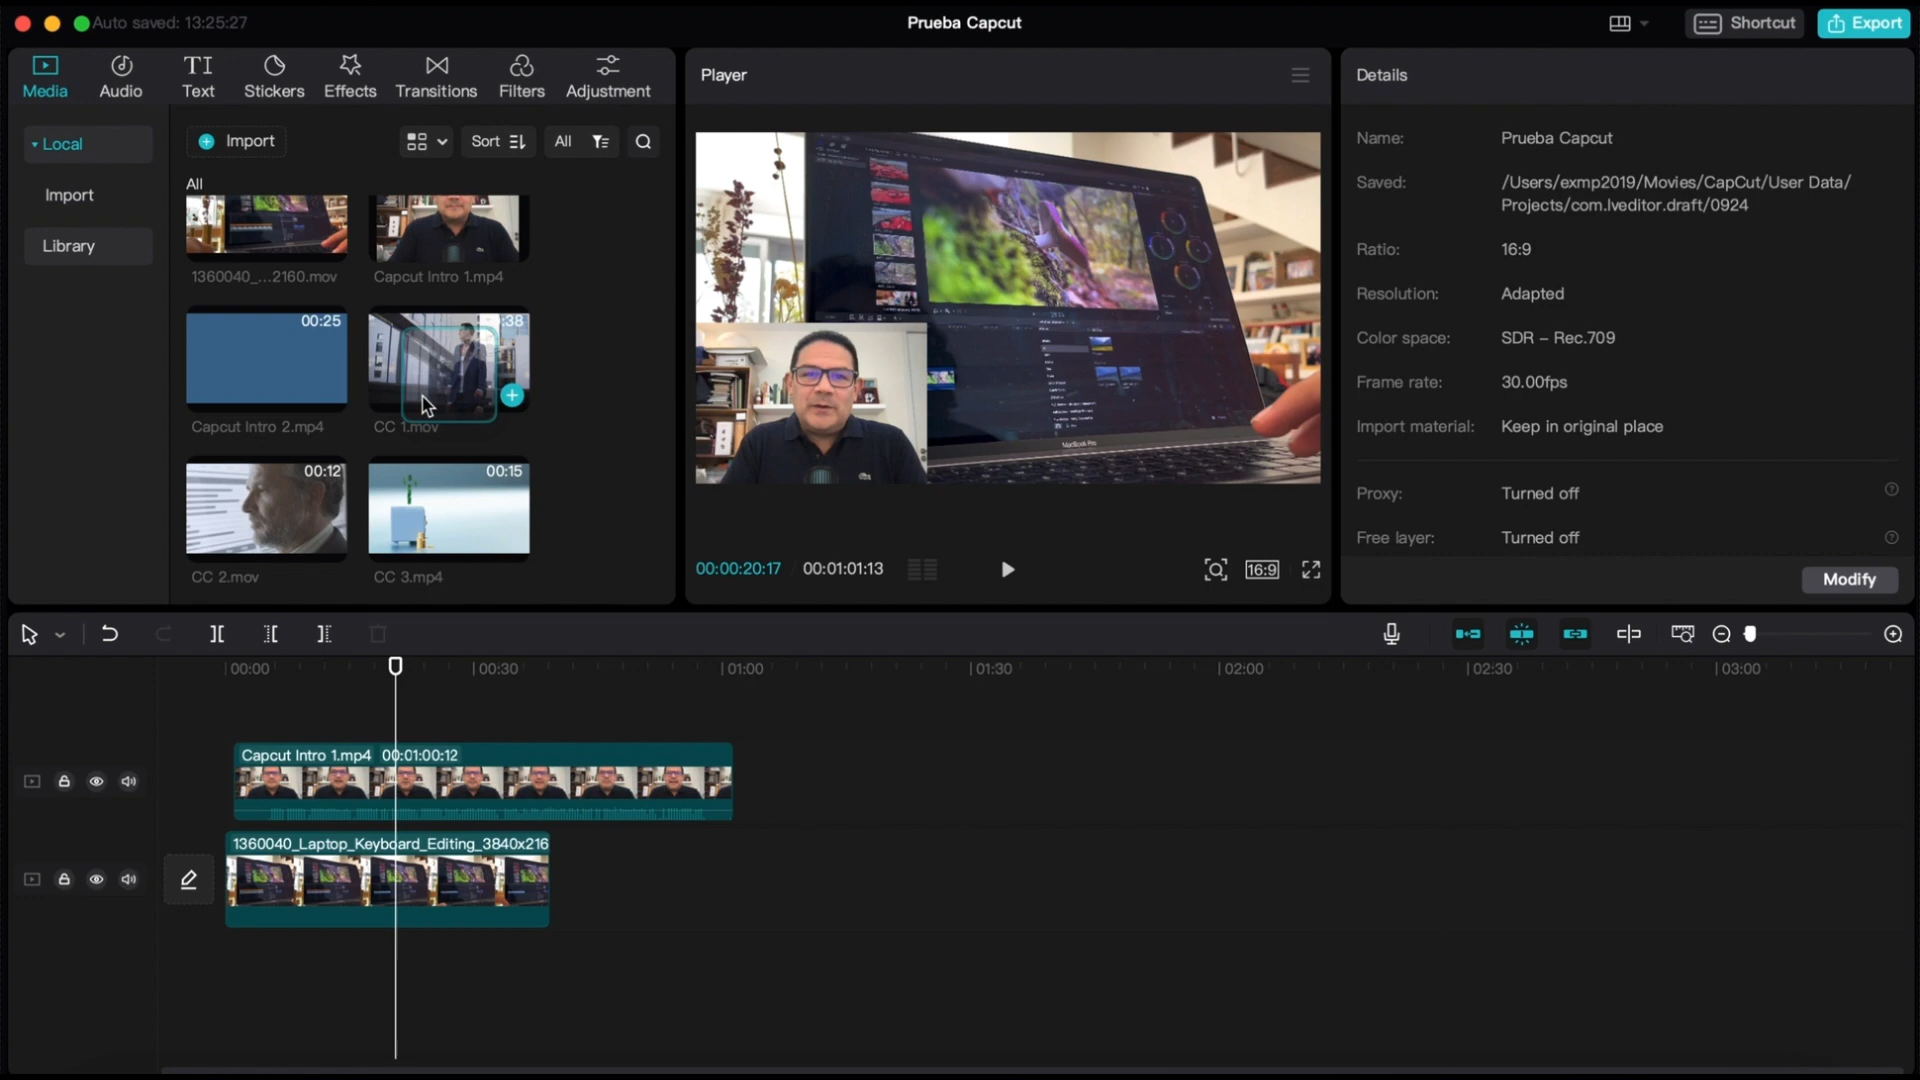 Auto saved: 13:25:27
Prueba Capcut
Shortcut
Export
Media
Audio
Text
Stickers
Effects
Transitions
Filters
Adjustment
Local
Import
Library
Import
Sort
All
All
1360040_...2160.mov
Capcut Intro 1.mp4
00:25
:38
Capcut Intro 2.mp4
CC 1.mov
00:12
00:15
CC 2.mov
CC 3.mp4
Player
MacBook Pro
00:00:20:17
00:01:01:13
16:9
Details
Name:
Prueba Capcut
Saved:
/Users/exmp2019/Movies/CapCut/User Data/
Projects/com.lveditor.draft/0924
Ratio:
16:9
Resolution:
Adapted
Color space:
SDR – Rec.709
Frame rate:
30.00fps
Import material:
Keep in original place
Proxy:
Turned off
Free layer:
Turned off
Modify
00:00
00:30
01:00
01:30
02:00
02:30
03:00
Capcut Intro 1.mp4 00:01:00:12
1360040_Laptop_Keyboard_Editing_3840x216